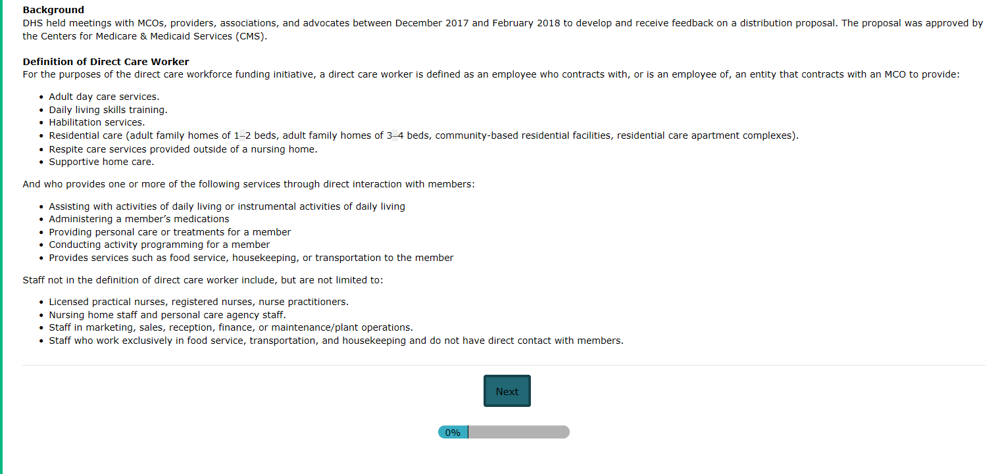 Background
DHS held meetings with MCOs, providers, associations, and advocates between December 2017 and February 2018 to develop and receive feedback on a distribution proposal. The proposal was approved by
the Centers for Medicare & Medicaid Services (CMS).
Definition of Direct Care Worker
For the purposes of the direct care workforce funding initiative, a direct care worker is defined as an employee who contracts with, or is an employee of, an entity that contracts with an MCO to provide:
• Adult day care services.
• Daily living skills training.
• Habilitation services.
• Residential care (adult family homes of 1–2 beds, adult family homes of 3–4 beds, community-based residential facilities, residential care apartment complexes).
• Respite care services provided outside of a nursing home.
• Supportive home care.
And who provides one or more of the following services through direct interaction with members:
• Assisting with activities of daily living or instrumental activities of daily living
• Administering a member’s medications
• Providing personal care or treatments for a member
• Conducting activity programming for a member
• Provides services such as food service, housekeeping, or transportation to the member
Staff not in the definition of direct care worker include, but are not limited to:
• Licensed practical nurses, registered nurses, nurse practitioners.
• Nursing home staff and personal care agency staff.
• Staff in marketing, sales, reception, finance, or maintenance/plant operations.
• Staff who work exclusively in food service, transportation, and housekeeping and do not have direct contact with members.
Next
0%